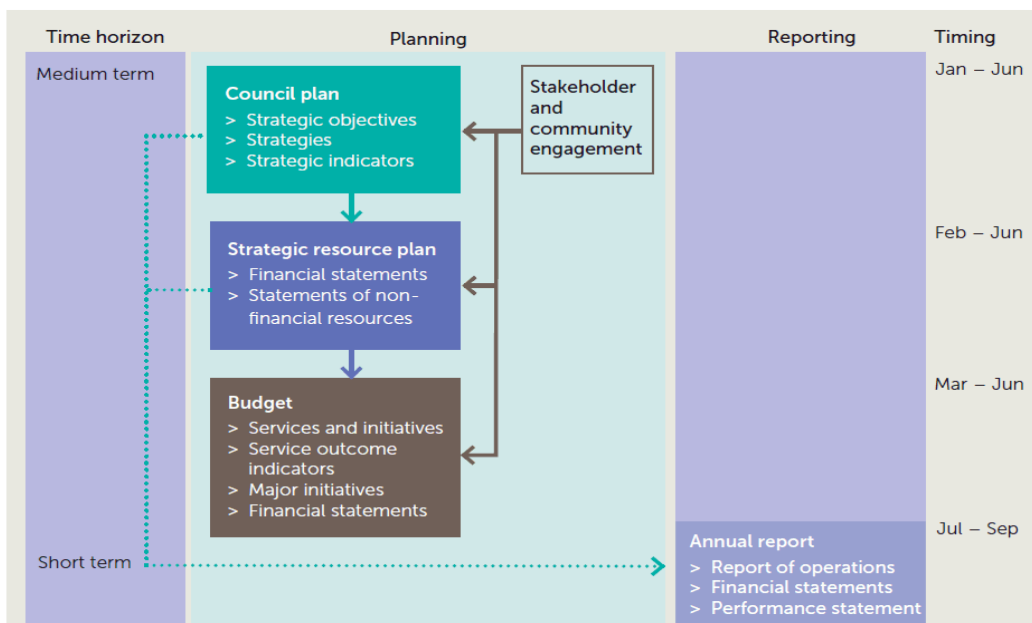 Time horizon
Planning
Reporting
Timing
Medium term
Council plan
> Strategic objectives
> Strategies
> Strategic indicators
Stakeholder
and
community
engagement
Jan – Jun
Strategic resource plan
> Financial statements
> Statements of non-
financial resources
Feb – Jun
Budget
> Services and initiatives
> Service outcome
indicators
> Major initiatives
> Financial statements
Mar – Jun
Short term
Annual report
> Report of operations
> Financial statements
> Performance statement
Jul – Sep